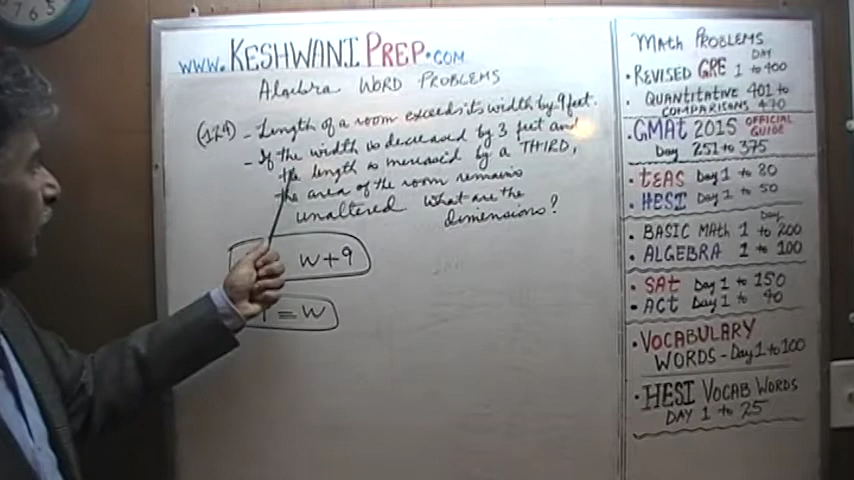 7 6 5
www.KESHWANIPREP.com
Algebra WORD PROBLEMS
(129) - Length of a room exceeds its width by 9 feet.
- If the width is decreased by 3 feet and
the length is increas'd by a THIRD,
the area of the room remains
unaltered What are the
dimensions?
w+9
= w
Math PROBLEMS
DAY
• REVISED GRE 1 to 400
• QUANTITATIVE 401 to
COMPARISONS 470
• GMAT 2015 OFFICIAL GUIDE
Day 251 to 375
• TEAS Day 1 to 80
• HESI Day 1 to 50
Day
• BASIC MATH 1 to 200
• ALGEBRA 1 to 100
• SAT Day 1 to 150
• ACT Day 1 to 40
• VOCABULARY
WORDS - Day 1 to 100
• HESI VOCAB WORDS
DAY 1 to 25